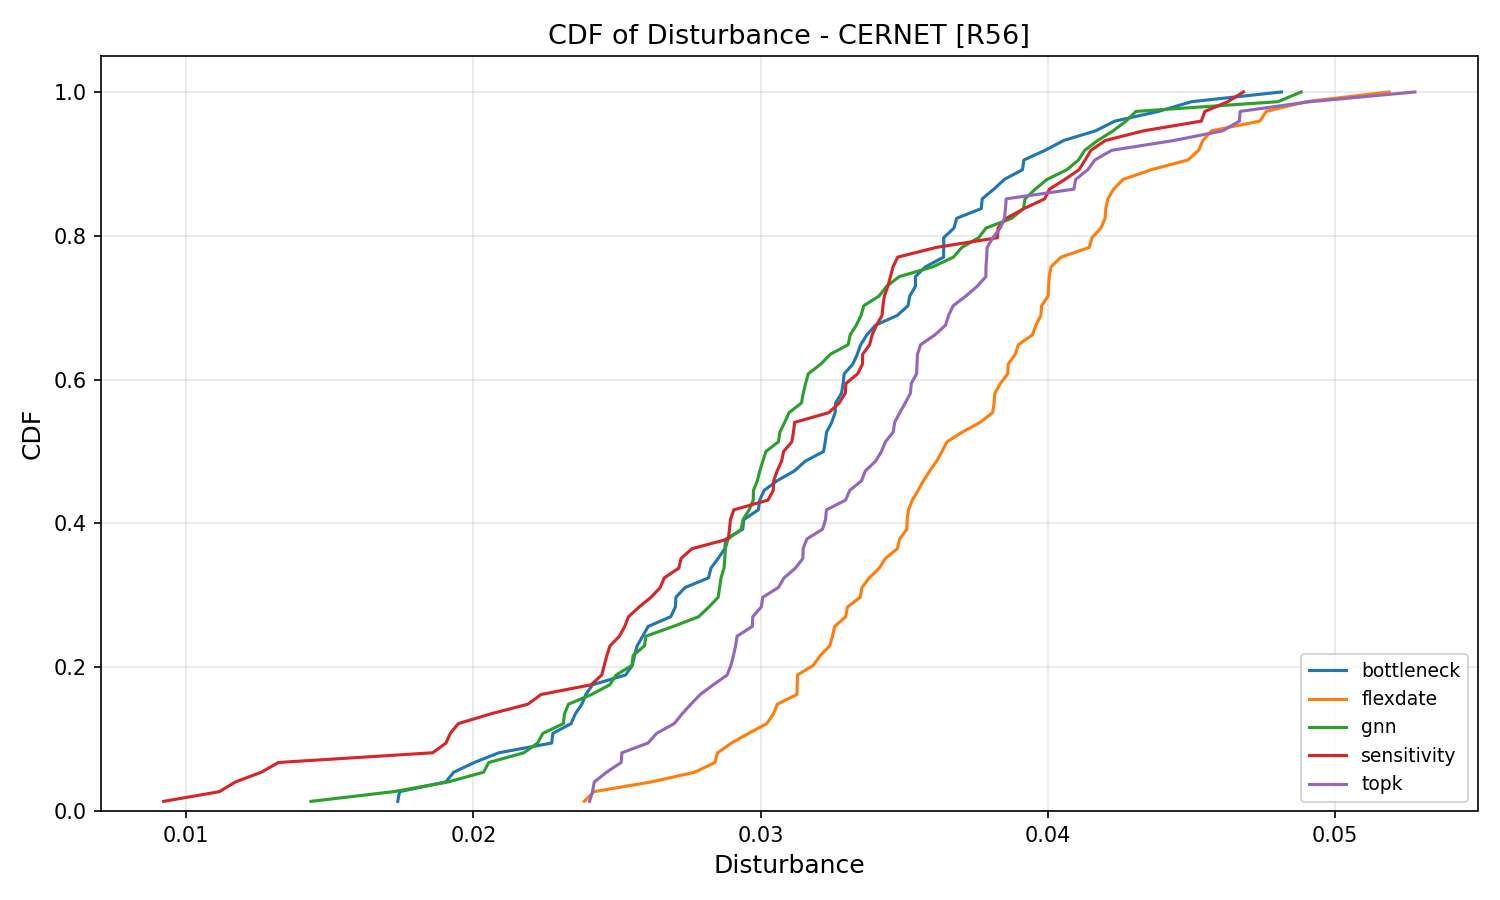 CDF of Disturbance - CERNET [R56]
CDF
1.0
0.8
0.6
0.4
0.2
0.0
0.01
0.02
0.03
0.04
0.05
Disturbance
bottleneck
flexdate
gnn
sensitivity
topk